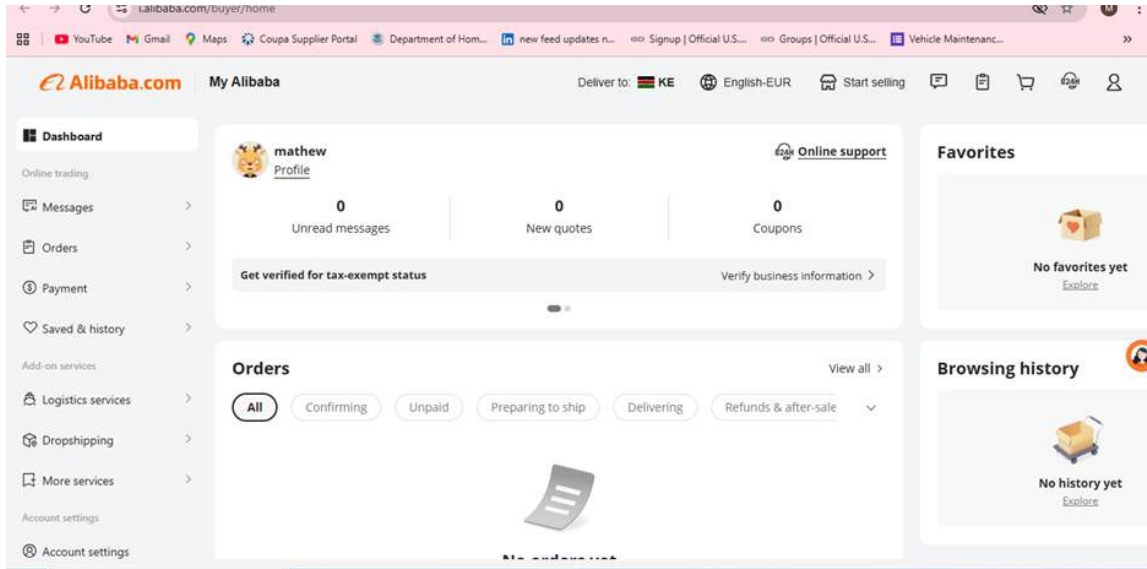 i.alibaba.com/buyer/home
M
YouTube Gmail Maps Coupa Supplier Portal Department of Hom... new feed updates n... Signup | Official U.S.... Groups | Official U.S... Vehicle Maintenanc... »
Alibaba.com My Alibaba Deliver to: KE English-EUR Start selling
Dashboard
Online trading
Messages
Orders
Payment
Saved & history
Add-on services
Logistics services
Dropshipping
More services
Account settings
Account settings
mathew
Profile
Online support
0 0 0
Unread messages New quotes Coupons
Get verified for tax-exempt status Verify business information >
Orders View all >
All Confirming Unpaid Preparing to ship Delivering Refunds & after-sale
Favorites
No favorites yet
Explore
Browsing history
No history yet
Explore